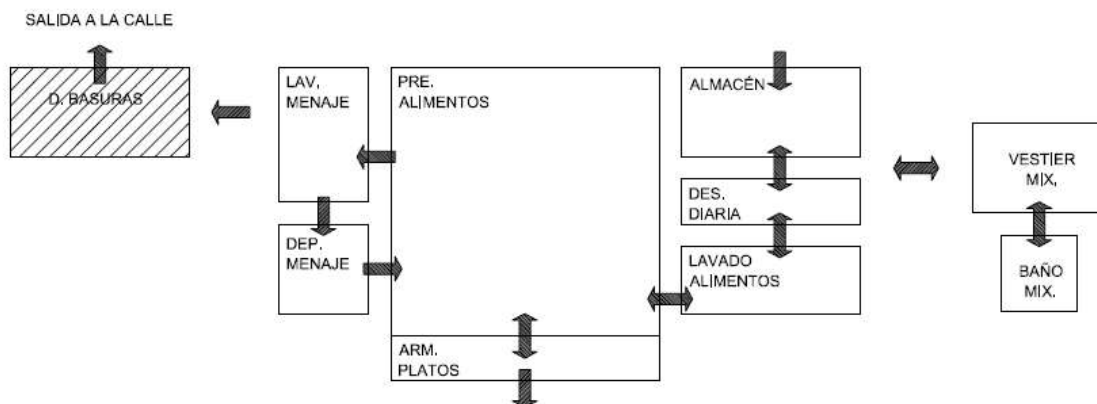 SALIDA A LA CALLE
D. BASURAS
LAV.
MENAJE
PRE.
ALIMENTOS
ALMACÉN
VESTIER
MIX.
DES.
DIARIA
DEP.
MENAJE
LAVADO
ALIMENTOS
BAÑO
MIX.
ARM.
PLATOS